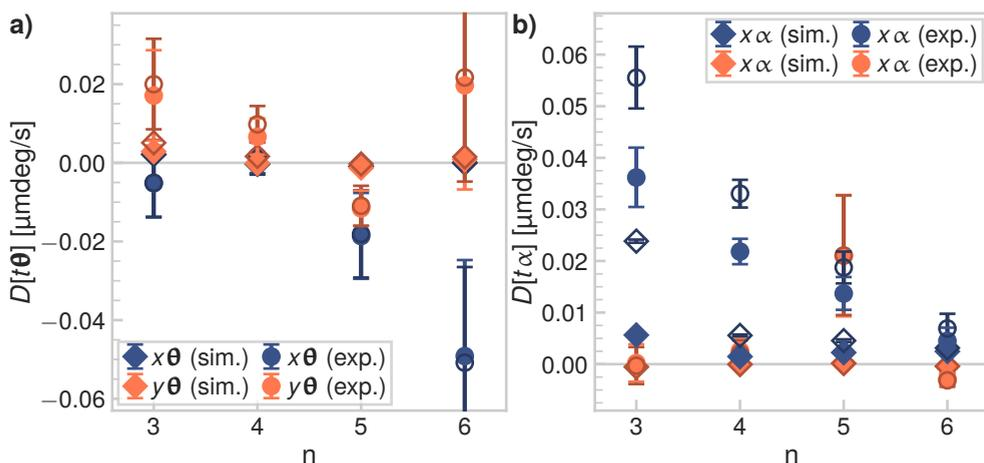 a)
D[tθ] [μmdeg/s]
0.02
0.00
−0.02
−0.04
−0.06
xθ (sim.) xθ (exp.)
yθ (sim.) yθ (exp.)
3 4 5 6
n
b)
D[tα] [μmdeg/s]
0.06
0.05
0.04
0.03
0.02
0.01
0.00
xα (sim.) xα (exp.)
xα (sim.) xα (exp.)
3 4 5 6
n